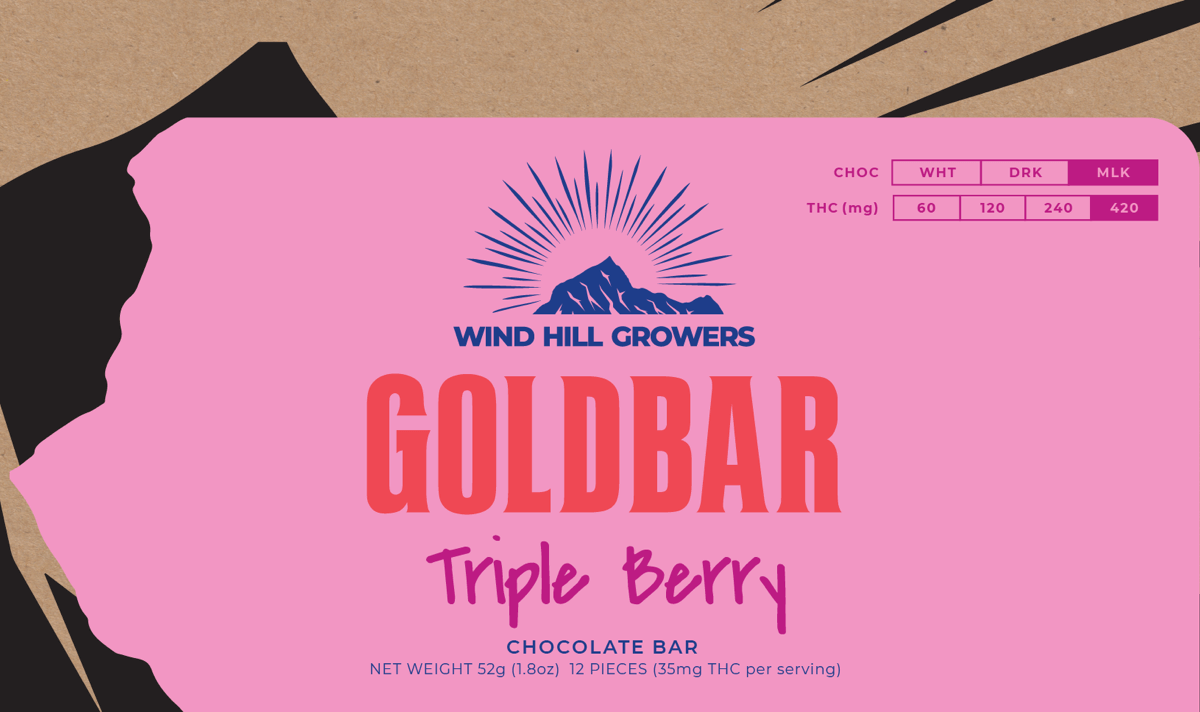 CHOC WHT DRK MLK
THC (mg) 60 120 240 420
WIND HILL GROWERS
GOLDBAR
Triple Berry
CHOCOLATE BAR
NET WEIGHT 52g (1.8oz) 12 PIECES (35mg THC per serving)